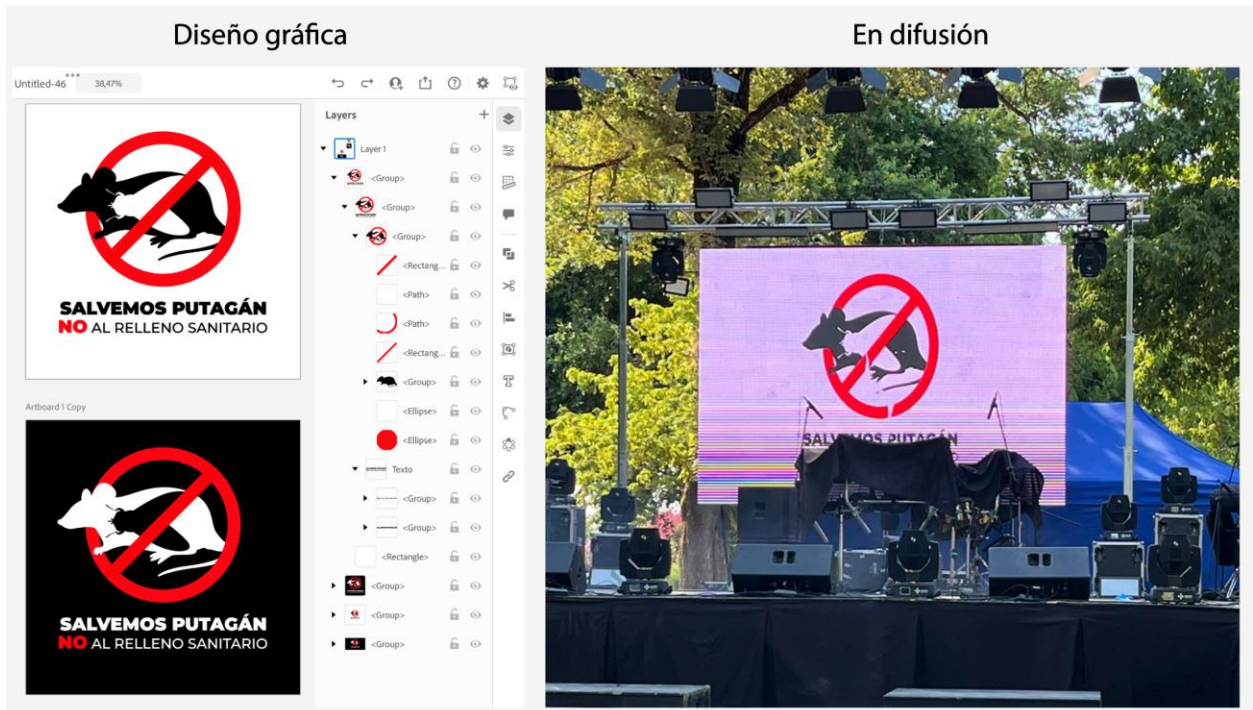 Diseño gráfica
En difusión
Untitled-46
38,47%
SALVEMOS PUTAGÁN
NO AL RELLENO SANITARIO
Artboard 1 Copy
SALVEMOS PUTAGÁN
NO AL RELLENO SANITARIO
Layers
Layer 1
<Group>
<Group>
<Group>
<Rectang...
<Path>
<Path>
<Rectang...
<Group>
<Ellipse>
<Ellipse>
Texto
<Group>
<Group>
<Rectangle>
<Group>
<Group>
<Group>
SALVEMOS PUTAGÁN